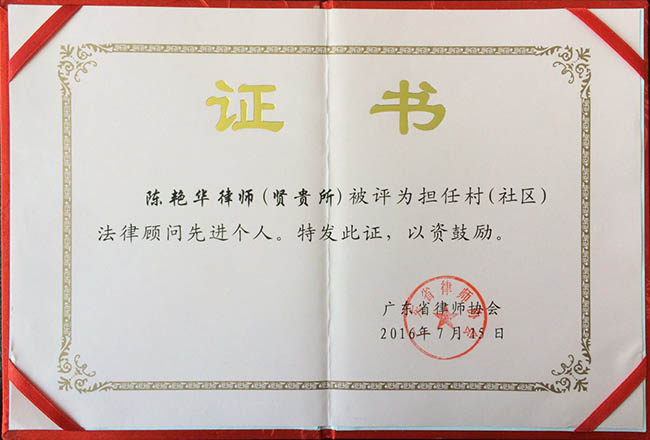 证 书
陈艳华律师(贤贵所)被评为担任村(社区)
法律顾问先进个人。特发此证，以资鼓励。
广东省律师协会
2016年7月15日